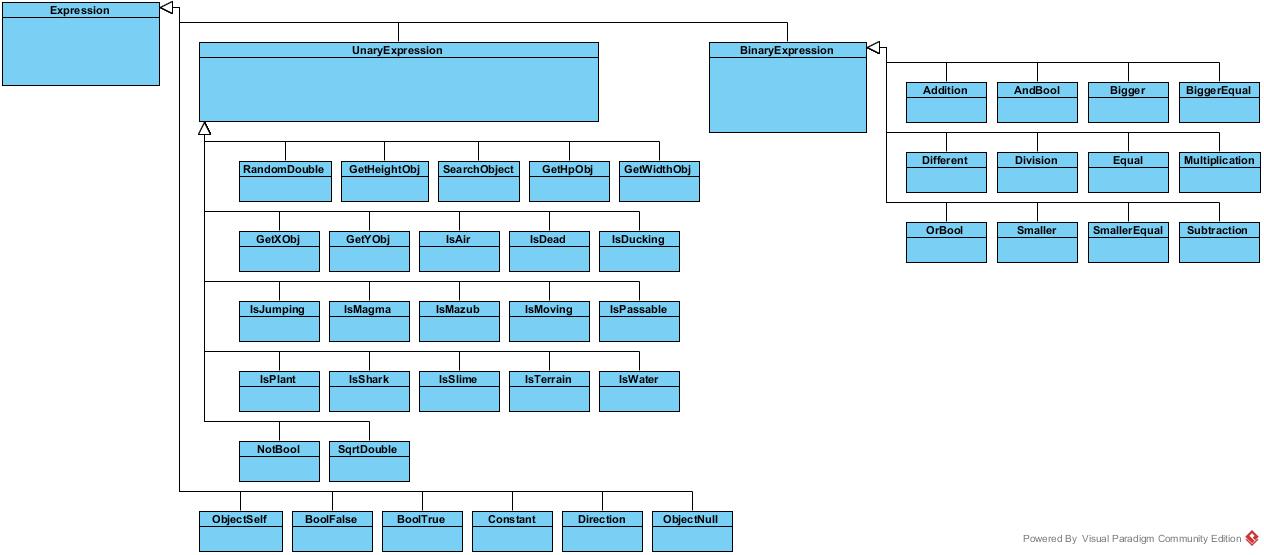 Expression
UnaryExpression
BinaryExpression
Addition AndBool Bigger BiggerEqual
Different Division Equal Multiplication
OrBool Smaller SmallerEqual Subtraction
RandomDouble GetHeightObj SearchObject GetHpObj GetWidthObj
GetXObj GetYObj IsAir IsDead IsDucking
IsJumping IsMagma IsMazub IsMoving IsPassable
IsPlant IsShark IsSlime IsTerrain IsWater
NotBool SqrtDouble
ObjectSelf BoolFalse BoolTrue Constant Direction ObjectNull
Powered By Visual Paradigm Community Edition